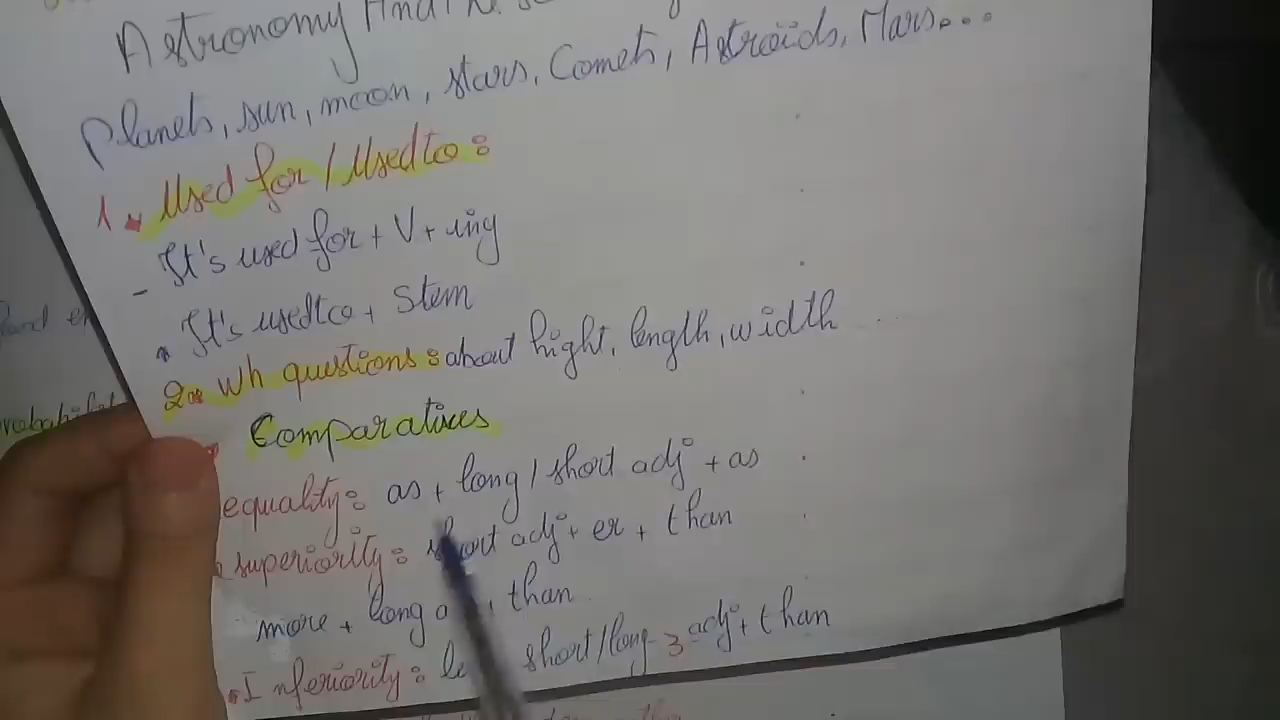 Astronomy And
Planets, sun, moon, stars, Comets, Astroïds, Mars...
1. Used for / Used to:
- It's used for + V + ing
. It's used to + Stem
2. Wh questions: about hight, length, width
Comparatives
equality: as + long / short adj + as
superiority: short adj + er + than
more + long , than
. Inferiority: short/long adj + than